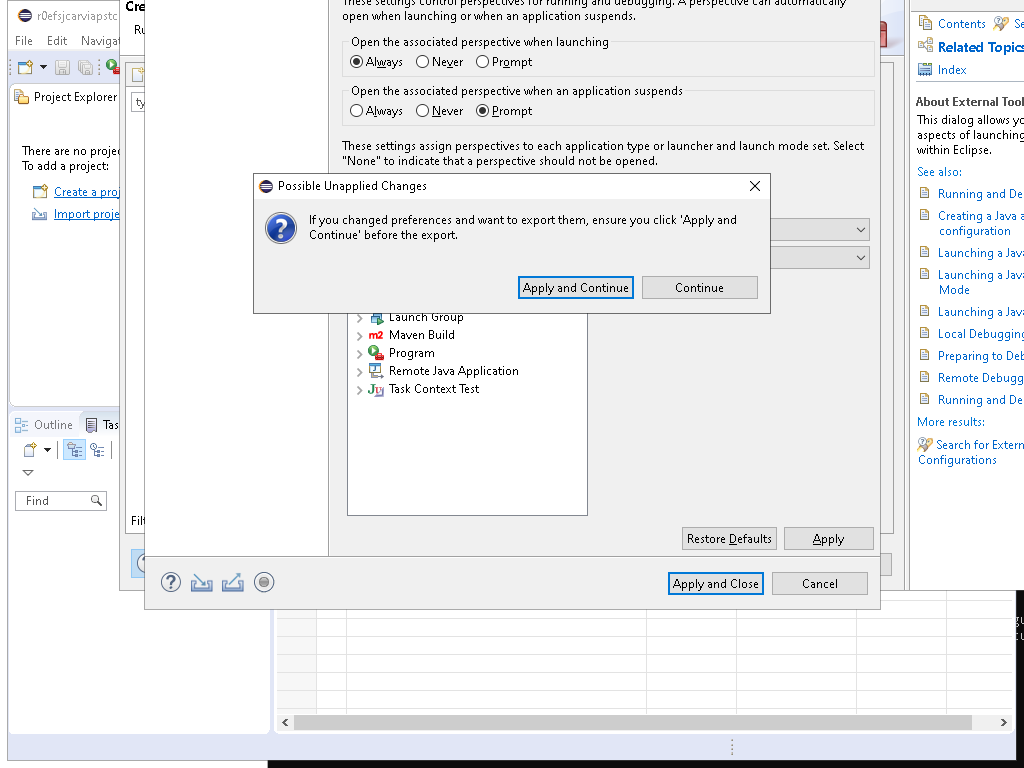 r0efsjcarviapstc
File Edit Navigat
Project Explorer
There are no projec
To add a project:
Create a proj
Import proje
Outline
Tas
Find
Cre
Ru
ty
Filt
These settings control perspectives for running and debugging. A perspective can automatically
open when launching or when an application suspends.
Open the associated perspective when launching
Always Never Prompt
Open the associated perspective when an application suspends
Always Never Prompt
These settings assign perspectives to each application type or launcher and launch mode set. Select
"None" to indicate that a perspective should not be opened.
Possible Unapplied Changes
If you changed preferences and want to export them, ensure you click 'Apply and
Continue' before the export.
Apply and Continue Continue
Launch Group
m2 Maven Build
Program
Remote Java Application
Ju Task Context Test
Restore Defaults Apply
Apply and Close Cancel
Contents Se
Related Topics
Index
About External Tool
This dialog allows yo
aspects of launching
within Eclipse.
See also:
Running and De
Creating a Java a
configuration
Launching a Java
Launching a Java
Mode
Launching a Java
Local Debugging
Preparing to Deb
Remote Debugg
Running and De
More results:
Search for Extern
Configurations